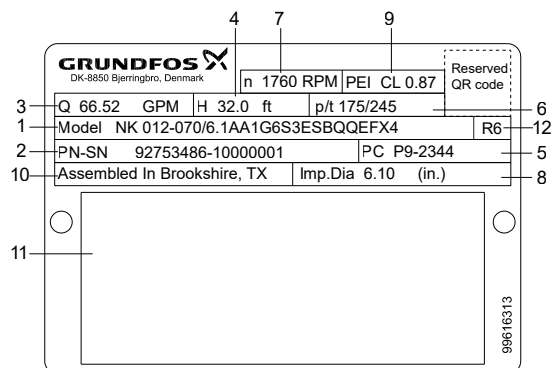 4 7 9
GRUNDFOS
DK-8850 Bjerringbro, Denmark
Reserved
QR code
n 1760 RPM PEI CL 0.87
3 Q 66.52 GPM H 32.0 ft p/t 175/245 6
1 Model NK 012-070/6.1AA1G6S3ESBQQEFX4 R6 12
2 PN-SN 92753486-10000001 PC P9-2344 5
10 Assembled In Brookshire, TX Imp.Dia 6.10 (in.) 8
11
99616313